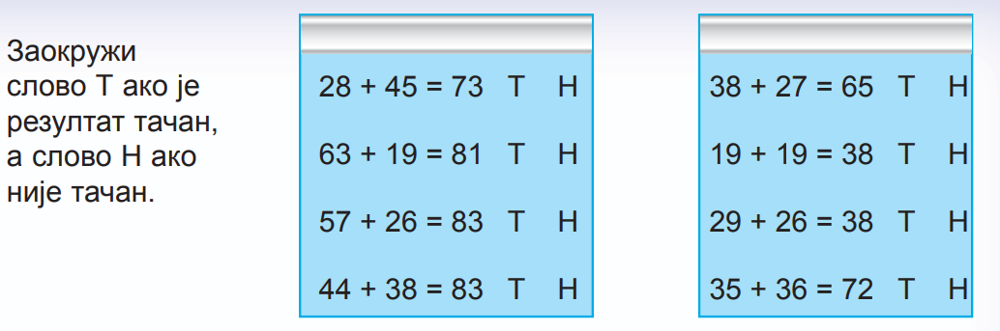 Заокружи
слово Т ако је
резултат тачан,
а слово Н ако
није тачан.
28 + 45 = 73 Т Н
63 + 19 = 81 Т Н
57 + 26 = 83 Т Н
44 + 38 = 83 Т Н
38 + 27 = 65 Т Н
19 + 19 = 38 Т Н
29 + 26 = 38 Т Н
35 + 36 = 72 Т Н